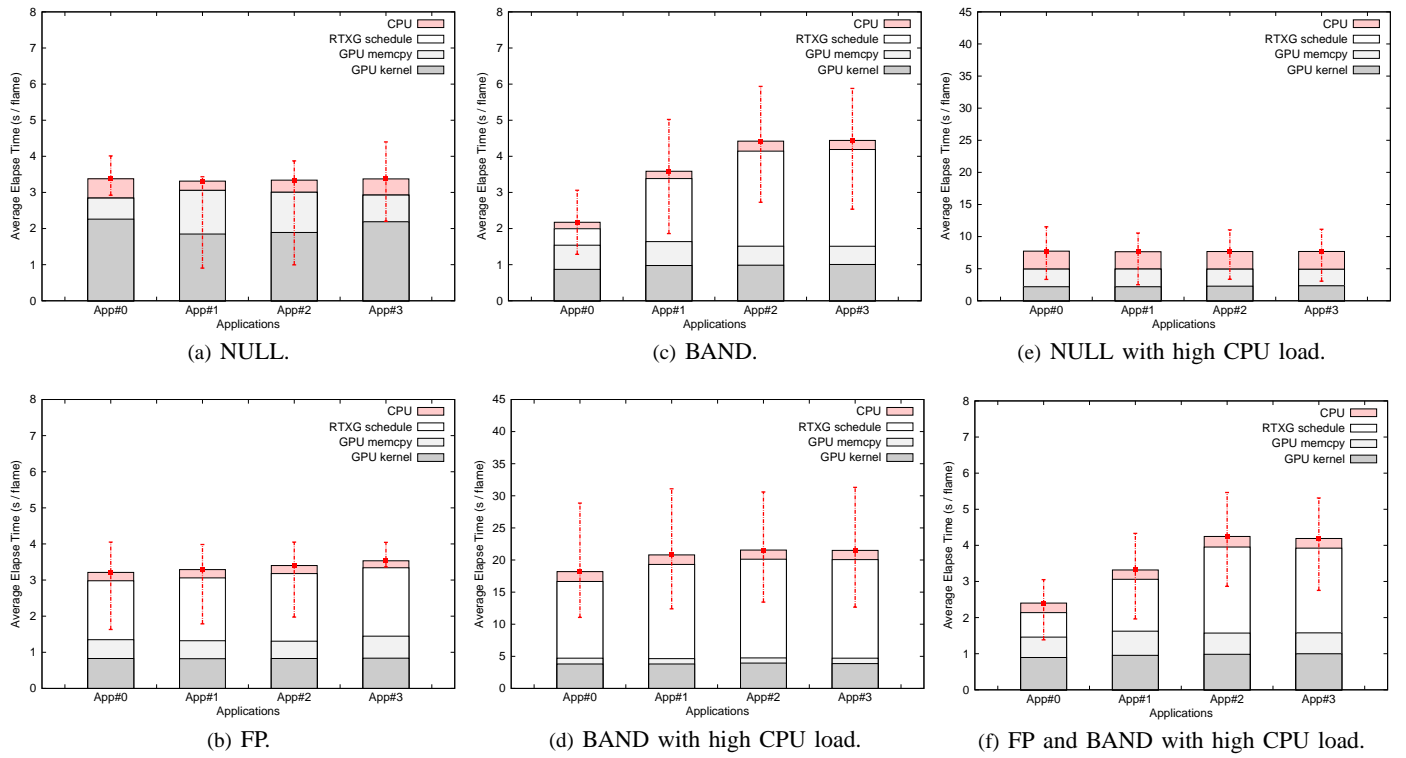 8
7
6
5
4
3
2
1
0
Average Elapse Time (s / flame)
CPU
RTXG schedule
GPU memcpy
GPU kernel
App#0 App#1 App#2 App#3
Applications
(a) NULL.
8
7
6
5
4
3
2
1
0
Average Elapse Time (s / flame)
CPU
RTXG schedule
GPU memcpy
GPU kernel
App#0 App#1 App#2 App#3
Applications
(c) BAND.
45
40
35
30
25
20
15
10
5
0
Average Elapse Time (s / flame)
CPU
RTXG schedule
GPU memcpy
GPU kernel
App#0 App#1 App#2 App#3
Applications
(e) NULL with high CPU load.
8
7
6
5
4
3
2
1
0
Average Elapse Time (s / flame)
CPU
RTXG schedule
GPU memcpy
GPU kernel
App#0 App#1 App#2 App#3
Applications
(b) FP.
45
40
35
30
25
20
15
10
5
0
Average Elapse Time (s / flame)
CPU
RTXG schedule
GPU memcpy
GPU kernel
App#0 App#1 App#2 App#3
Applications
(d) BAND with high CPU load.
8
7
6
5
4
3
2
1
0
Average Elapse Time (s / flame)
CPU
RTXG schedule
GPU memcpy
GPU kernel
App#0 App#1 App#2 App#3
Applications
(f) FP and BAND with high CPU load.